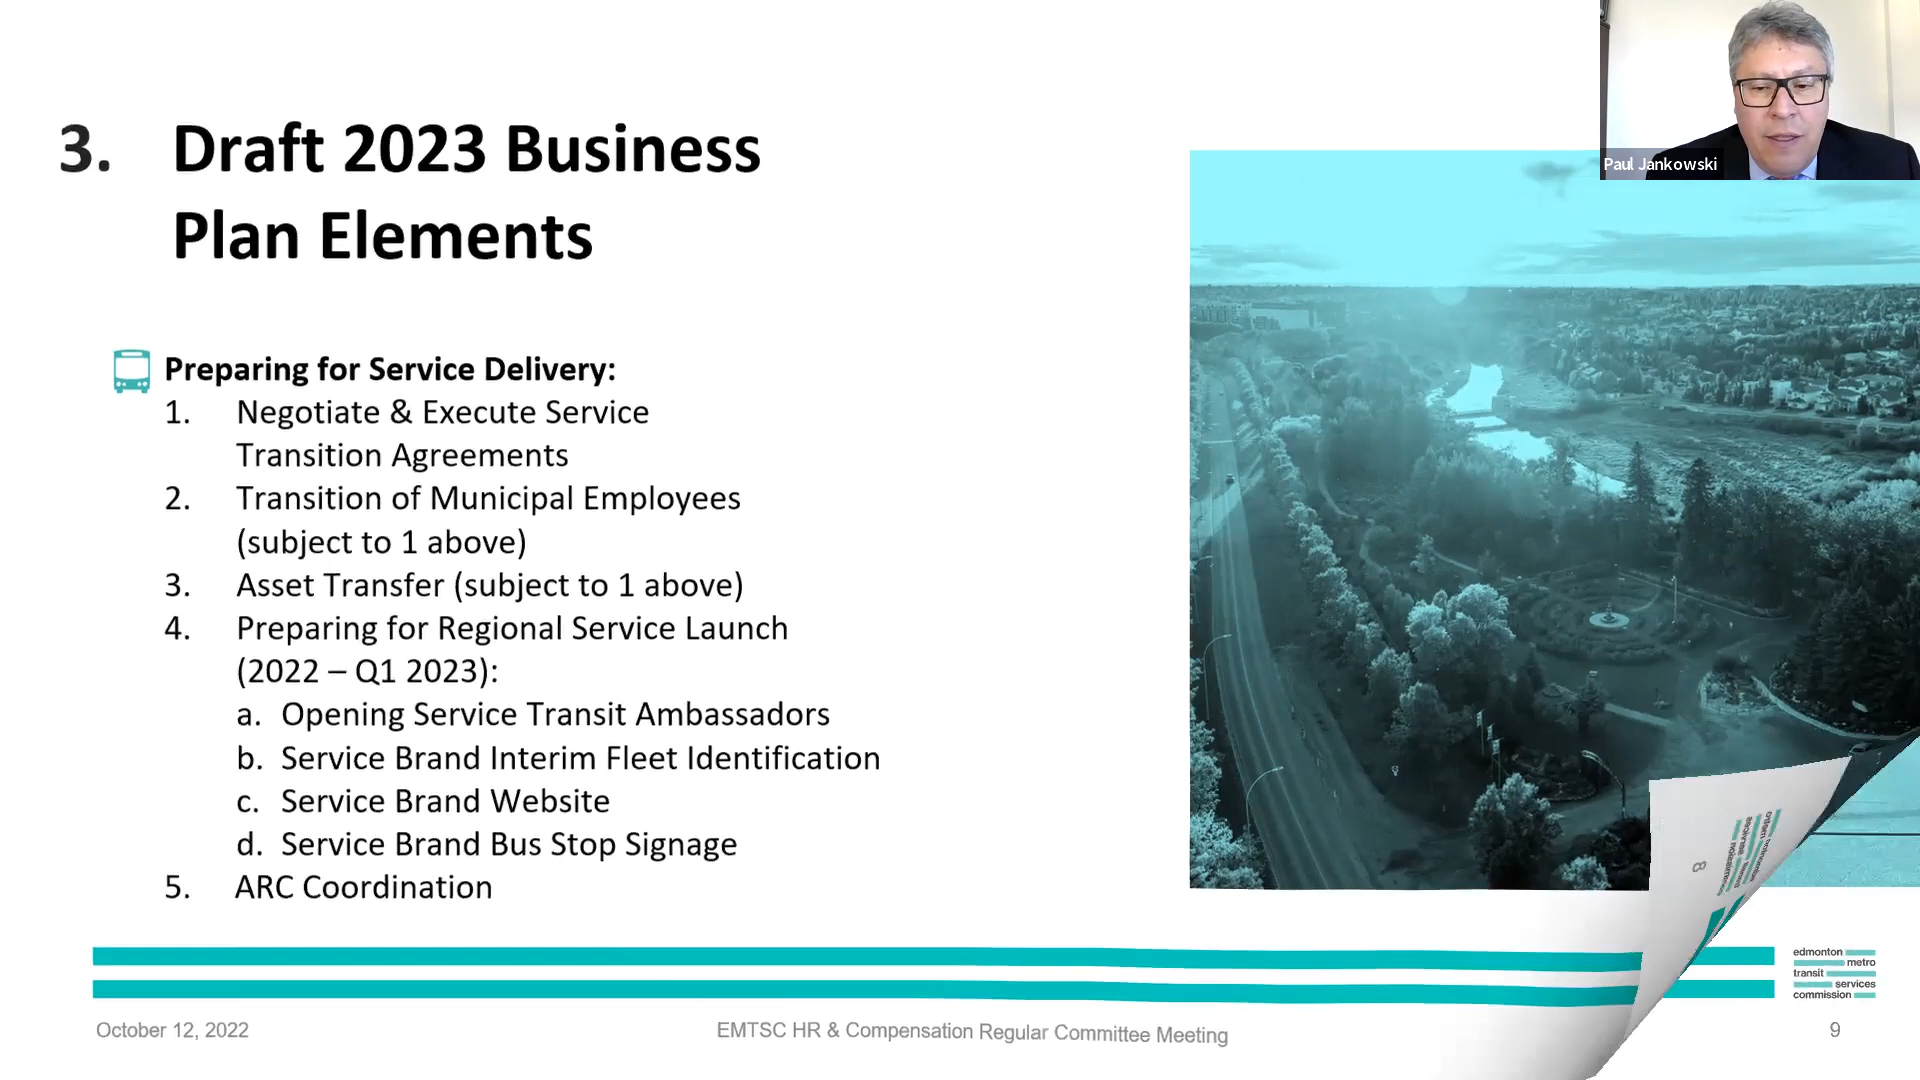 Paul Jankowski
3. Draft 2023 Business
Plan Elements
Preparing for Service Delivery:
1. Negotiate & Execute Service
Transition Agreements
2. Transition of Municipal Employees
(subject to 1 above)
3. Asset Transfer (subject to 1 above)
4. Preparing for Regional Service Launch
(2022 – Q1 2023):
a. Opening Service Transit Ambassadors
b. Service Brand Interim Fleet Identification
c. Service Brand Website
d. Service Brand Bus Stop Signage
5. ARC Coordination
8
edmonton
metro
transit
services
commission
October 12, 2022
EMTSC HR & Compensation Regular Committee Meeting
9